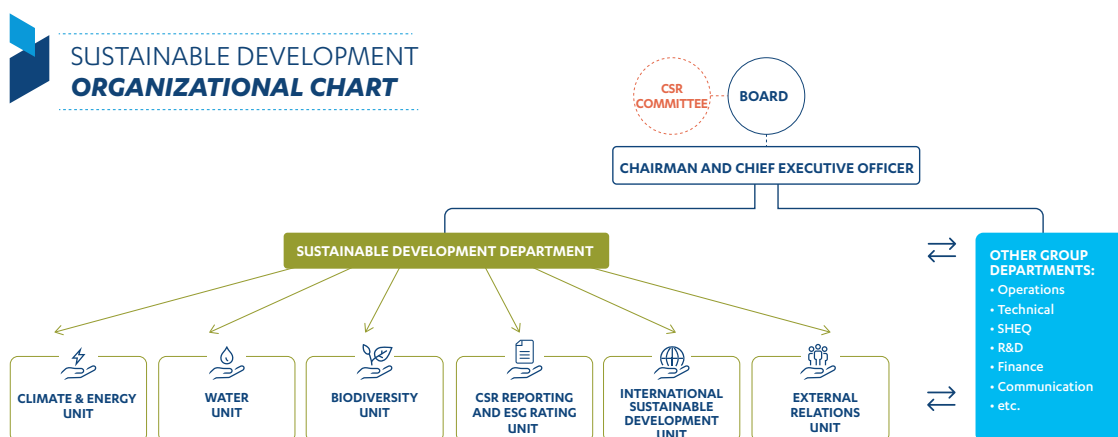 SUSTAINABLE DEVELOPMENT
ORGANIZATIONAL CHART
CSR
COMMITTEE
BOARD
CHAIRMAN AND CHIEF EXECUTIVE OFFICER
SUSTAINABLE DEVELOPMENT DEPARTMENT
OTHER GROUP
DEPARTMENTS:
• Operations
• Technical
• SHEQ
• R&D
• Finance
• Communication
• etc.
CLIMATE & ENERGY
UNIT
WATER
UNIT
BIODIVERSITY
UNIT
CSR REPORTING
AND ESG RATING
UNIT
INTERNATIONAL
SUSTAINABLE
DEVELOPMENT
UNIT
EXTERNAL
RELATIONS
UNIT